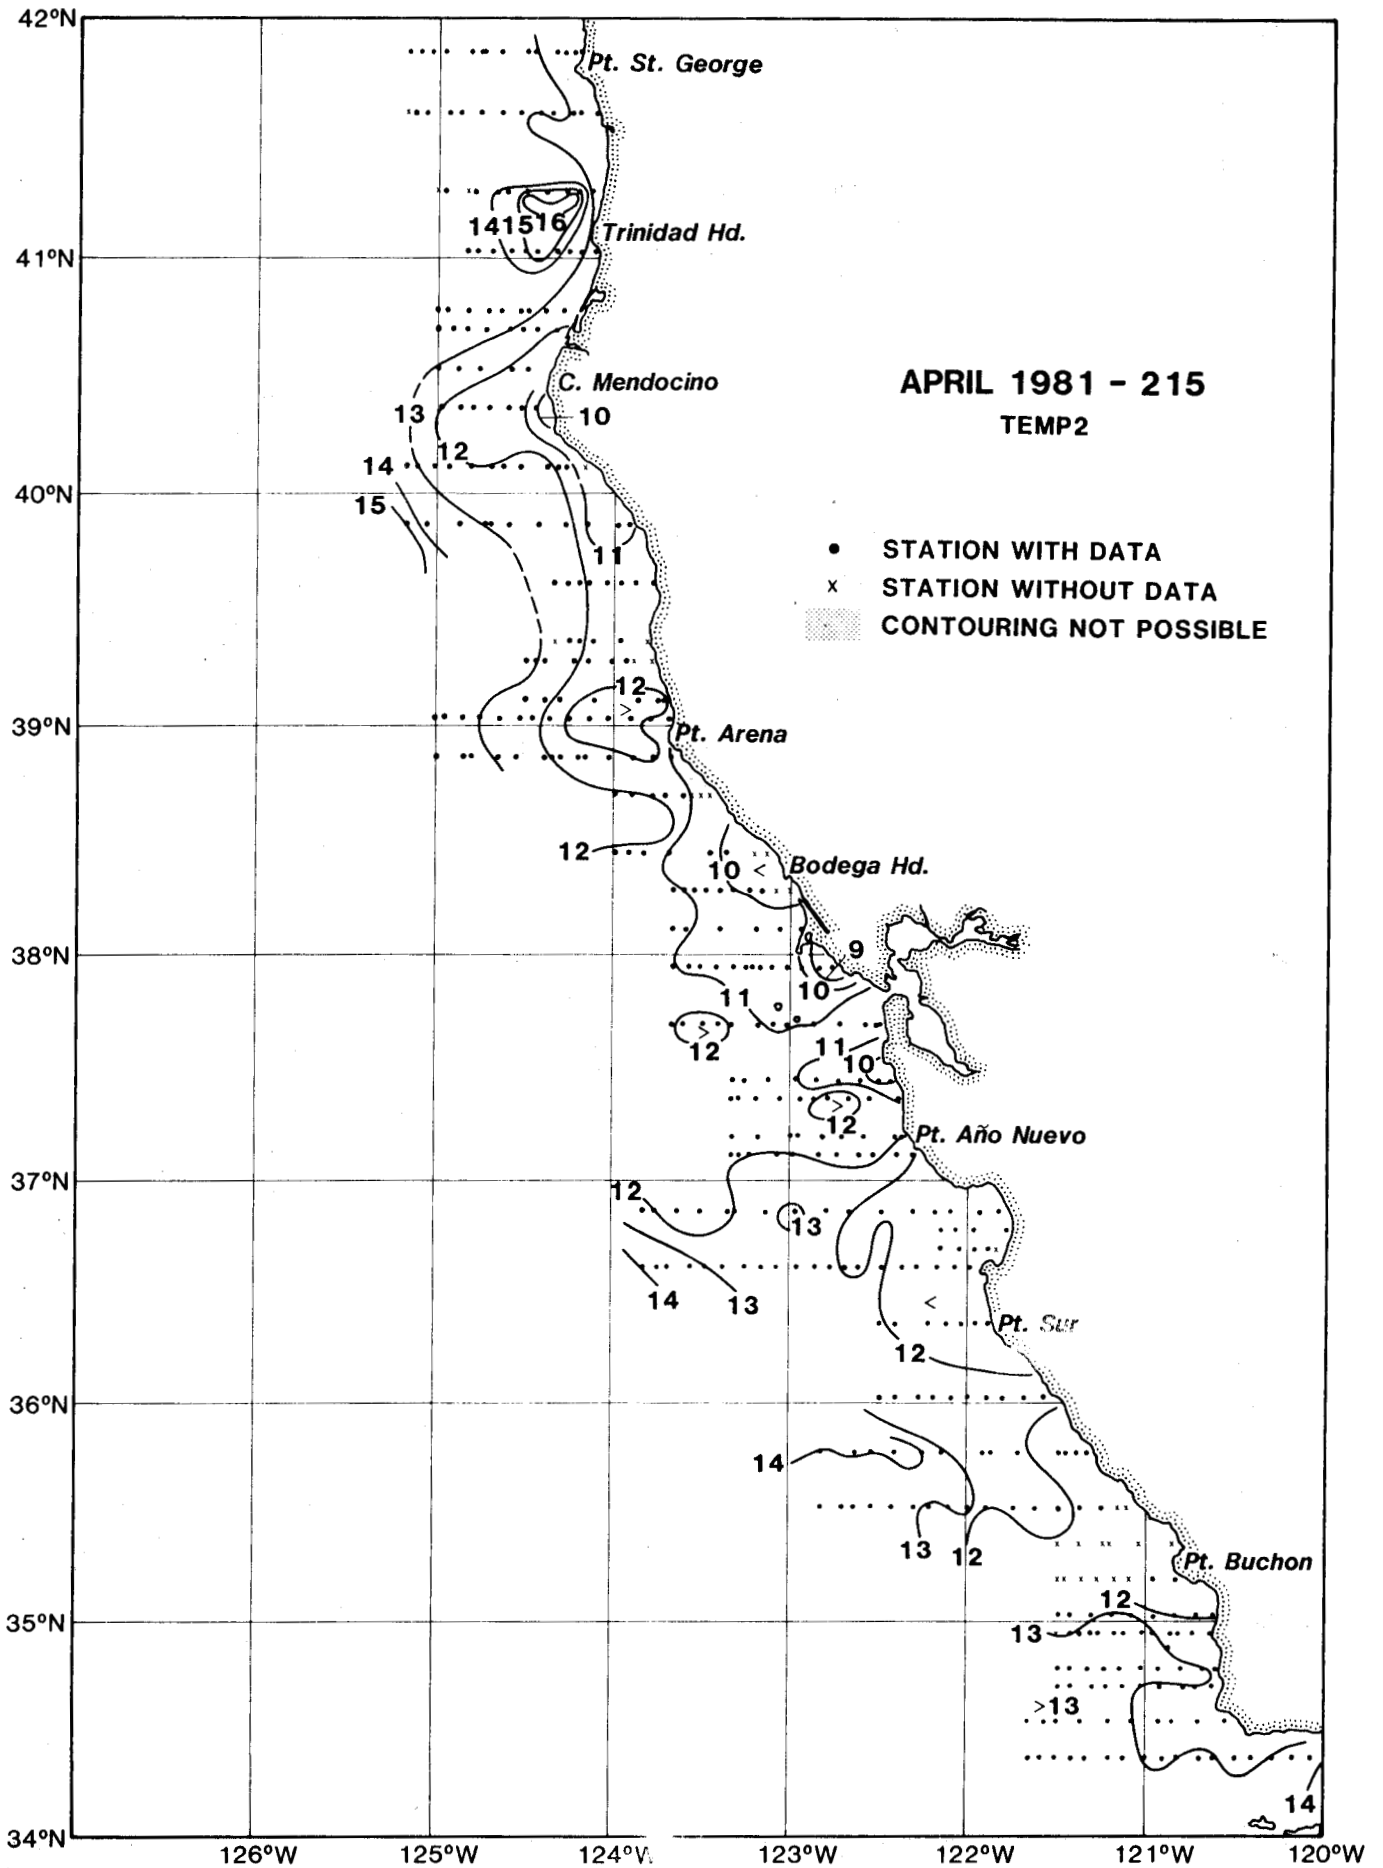 42°N
Pt. St. George
14 15 16
Trinidad Hd.
41°N
C. Mendocino
APRIL 1981 - 215
13
10
TEMP2
12
14
40°N
15
11
• STATION WITH DATA
x STATION WITHOUT DATA
CONTOURING NOT POSSIBLE
12
>
39°N
Pt. Arena
12
10 <
Bodega Hd.
38°N
9
10
11
>
12
11
10
>
12
Pt. Año Nuevo
37°N
12
13
14
13
<
Pt. Sur
12
36°N
14
13
12
Pt. Buchon
12
35°N
13
>13
14
34°N
126°W
125°W
124°W
123°W
122°W
121°W
120°W